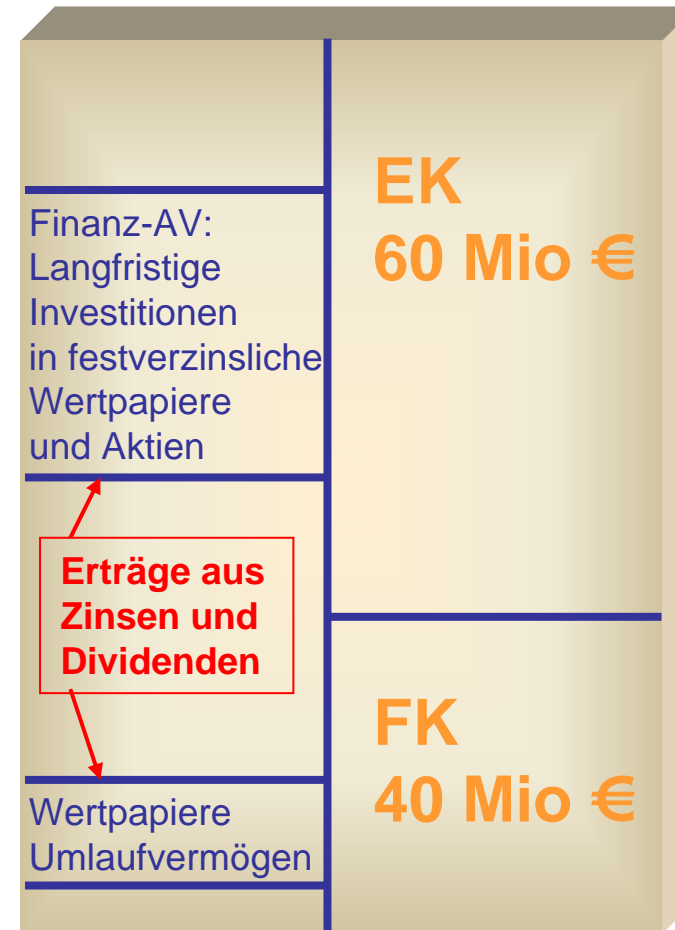 Finanz-AV:
Langfristige
Investitionen
in festverzinsliche
Wertpapiere
und Aktien
Erträge aus
Zinsen und
Dividenden
Wertpapiere
Umlaufvermögen
EK
60 Mio €
FK
40 Mio €